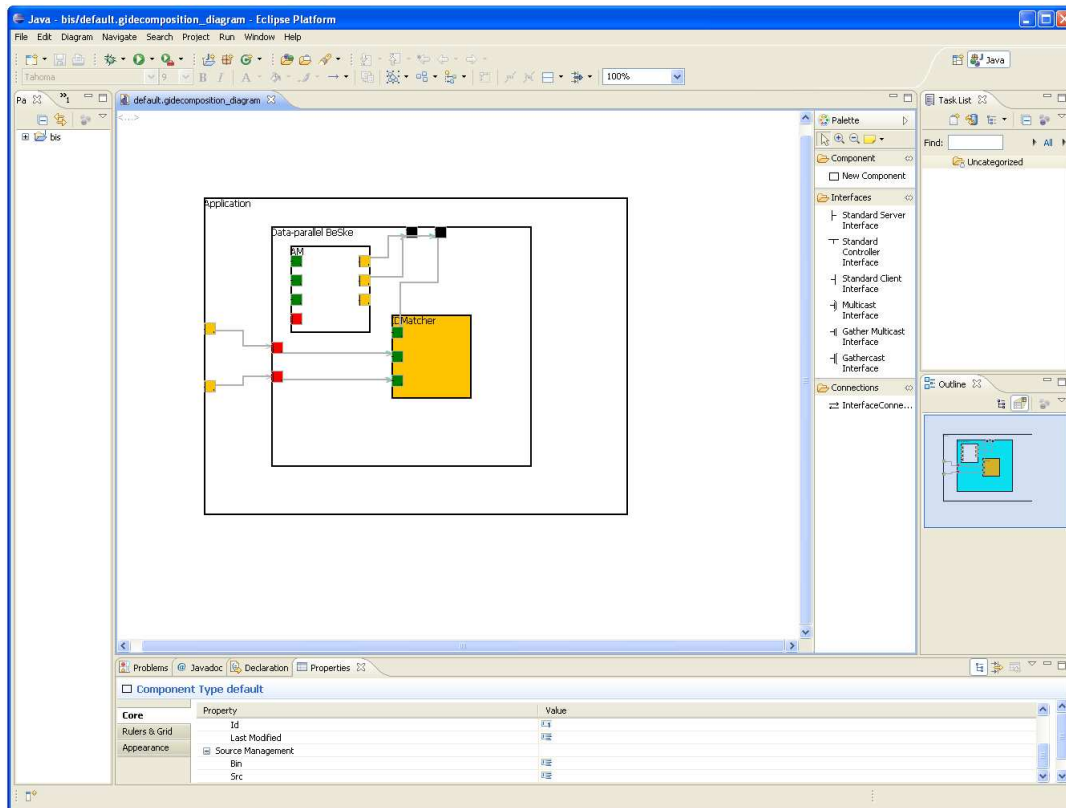 Java - bis/default.gidecomposition_diagram - Eclipse Platform
File Edit Diagram Navigate Search Project Run Window Help
Java
Tahoma 9 B I A 100%
Pa »1
bis
default.gidecomposition_diagram
<...>
Application
Data-parallel BeSke
AM
IDMatcher
Palette
Component
New Component
Interfaces
Standard Server
Interface
Standard
Controller
Interface
Standard Client
Interface
Multicast
Interface
Gather Multicast
Interface
Gathercast
Interface
Connections
InterfaceConne...
Task List
Find: All
Uncategorized
Outline
Problems @ Javadoc Declaration Properties
Component Type default
Core
Rulers & Grid
Appearance
Property Value
Id
Last Modified
Source Management
Bin
Src